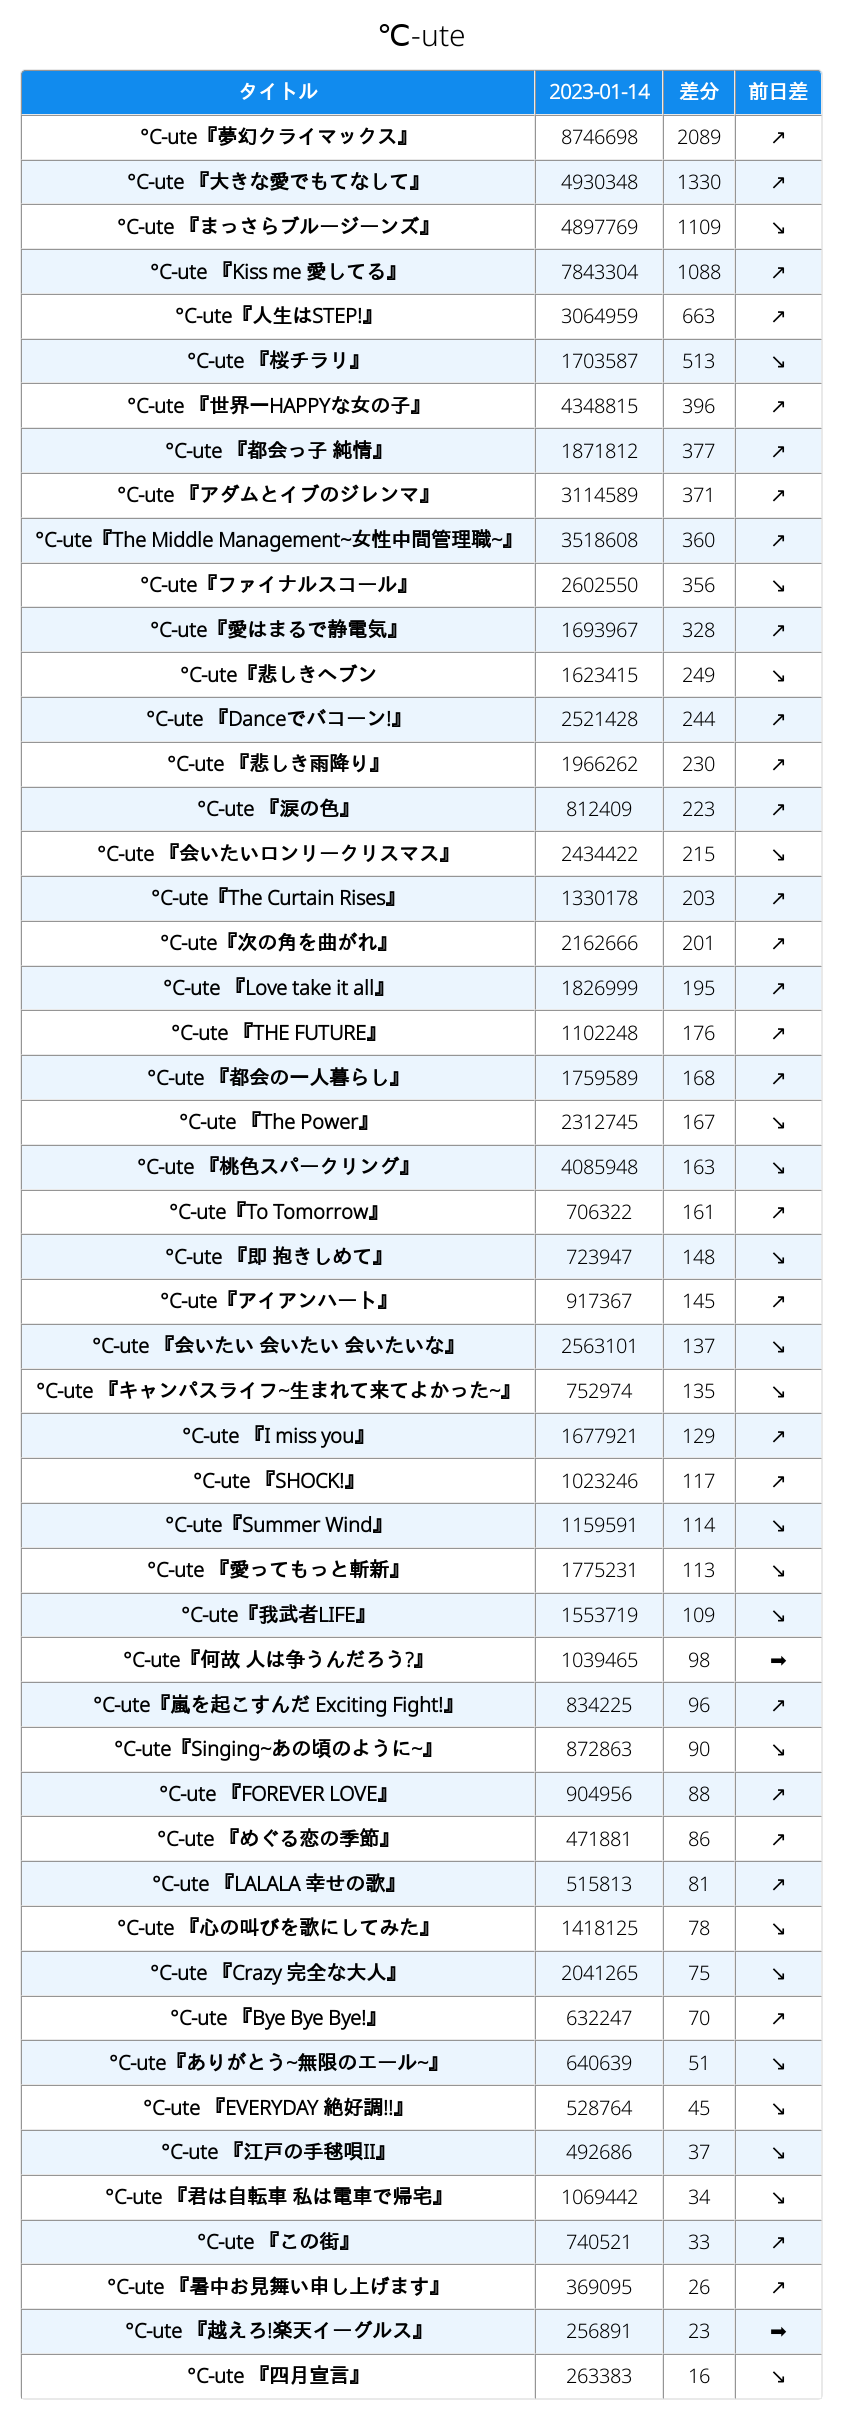 ℃-ute
タイトル 2023-01-14 差分 前日差
°C-ute『夢幻クライマックス』 8746698 2089 ↗
°C-ute 『大きな愛でもてなして』 4930348 1330 ↗
°C-ute 『まっさらブルージーンズ』 4897769 1109 ↘
°C-ute 『Kiss me 愛してる』 7843304 1088 ↗
°C-ute『人生はSTEP!』 3064959 663 ↗
°C-ute 『桜チラリ』 1703587 513 ↘
°C-ute 『世界一HAPPYな女の子』 4348815 396 ↗
°C-ute 『都会っ子 純情』 1871812 377 ↗
°C-ute 『アダムとイブのジレンマ』 3114589 371 ↗
°C-ute『The Middle Management~女性中間管理職~』 3518608 360 ↗
°C-ute『ファイナルスコール』 2602550 356 ↘
°C-ute『愛はまるで静電気』 1693967 328 ↗
°C-ute『悲しきヘブン 1623415 249 ↘
°C-ute 『Danceでバコーン!』 2521428 244 ↗
°C-ute 『悲しき雨降り』 1966262 230 ↗
°C-ute 『涙の色』 812409 223 ↗
°C-ute 『会いたいロンリークリスマス』 2434422 215 ↘
°C-ute『The Curtain Rises』 1330178 203 ↗
°C-ute『次の角を曲がれ』 2162666 201 ↗
°C-ute 『Love take it all』 1826999 195 ↗
°C-ute 『THE FUTURE』 1102248 176 ↗
°C-ute 『都会の一人暮らし』 1759589 168 ↗
°C-ute 『The Power』 2312745 167 ↘
°C-ute 『桃色スパークリング』 4085948 163 ↘
°C-ute『To Tomorrow』 706322 161 ↗
°C-ute 『即 抱きしめて』 723947 148 ↘
°C-ute『アイアンハート』 917367 145 ↗
°C-ute 『会いたい 会いたい 会いたいな』 2563101 137 ↘
°C-ute 『キャンパスライフ~生まれて来てよかった~』 752974 135 ↘
°C-ute 『I miss you』 1677921 129 ↗
°C-ute 『SHOCK!』 1023246 117 ↗
°C-ute『Summer Wind』 1159591 114 ↘
°C-ute 『愛ってもっと斬新』 1775231 113 ↘
°C-ute『我武者LIFE』 1553719 109 ↘
°C-ute『何故 人は争うんだろう?』 1039465 98 ➡
°C-ute『嵐を起こすんだ Exciting Fight!』 834225 96 ↗
°C-ute『Singing~あの頃のように~』 872863 90 ↘
°C-ute 『FOREVER LOVE』 904956 88 ↗
°C-ute 『めぐる恋の季節』 471881 86 ↗
°C-ute 『LALALA 幸せの歌』 515813 81 ↗
°C-ute 『心の叫びを歌にしてみた』 1418125 78 ↘
°C-ute 『Crazy 完全な大人』 2041265 75 ↘
°C-ute 『Bye Bye Bye!』 632247 70 ↗
°C-ute『ありがとう~無限のエール~』 640639 51 ↘
°C-ute 『EVERYDAY 絶好調!!』 528764 45 ↘
°C-ute 『江戸の手毬唄II』 492686 37 ↘
°C-ute 『君は自転車 私は電車で帰宅』 1069442 34 ↘
°C-ute 『この街』 740521 33 ↗
°C-ute 『暑中お見舞い申し上げます』 369095 26 ↗
°C-ute 『越えろ!楽天イーグルス』 256891 23 ➡
°C-ute 『四月宣言』 263383 16 ↘